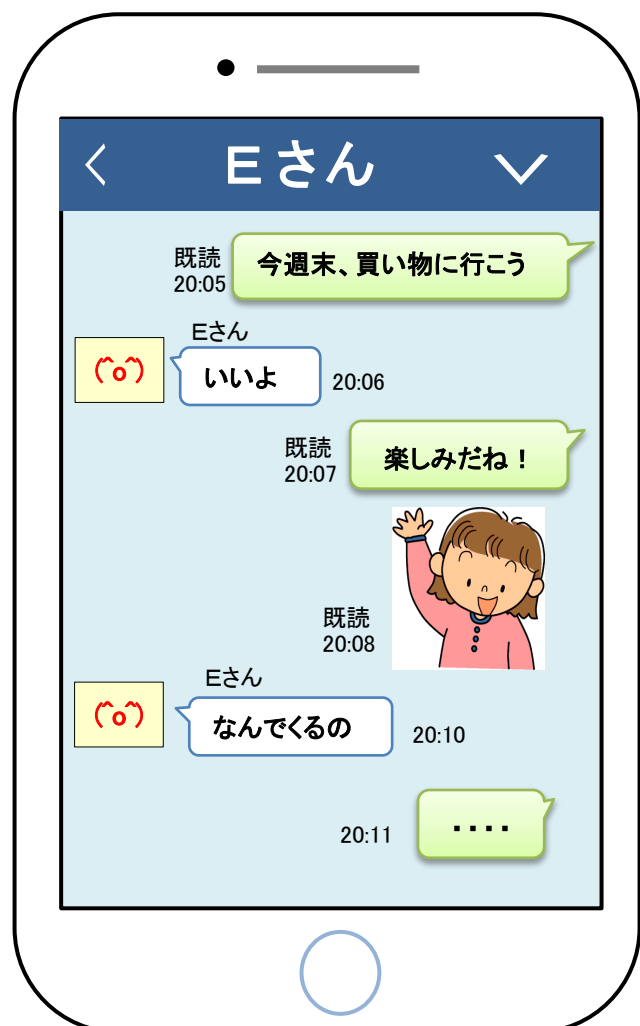 Eさん
既読
20:05
今週末、買い物に行こう
Eさん
(^o^)
いいよ
20:06
既読
20:07
楽しみだね！
既読
20:08
Eさん
(^o^)
なんでくるの
20:10
20:11
････